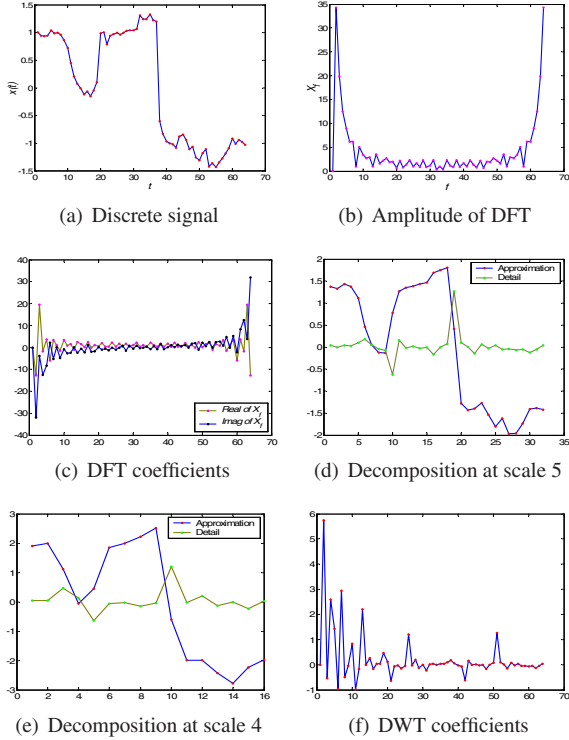 1.5
1
0.5
0
-0.5
-1
-1.5
x(t)
0 10 20 30 40 50 60 70
t
(a) Discrete signal
35
30
25
20
15
10
5
0
X_f
0 10 20 30 40 50 60 70
f
(b) Amplitude of DFT
40
30
20
10
0
-10
-20
-30
-40
0 10 20 30 40 50 60 70
Real of X_f
Imag of X_f
(c) DFT coefficients
2
1.5
1
0.5
0
-0.5
-1
-1.5
-2
0 5 10 15 20 25 30 35
Approximation
Detail
(d) Decomposition at scale 5
3
2
1
0
-1
-2
-3
0 2 4 6 8 10 12 14 16
Approximation
Detail
(e) Decomposition at scale 4
6
5
4
3
2
1
0
-1
0 10 20 30 40 50 60 70
(f) DWT coefficients